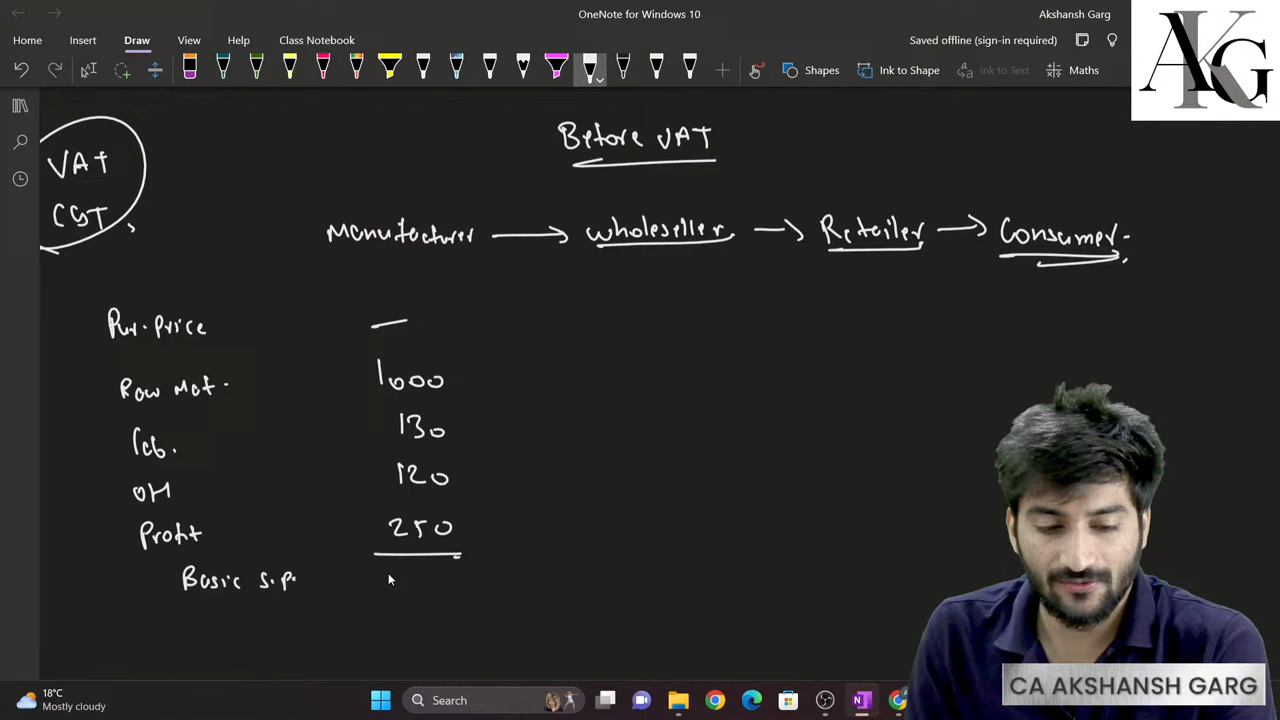 OneNote for Windows 10
Akshansh Garg
Home Insert Draw View Help Class Notebook
Saved offline (sign-in required)
Shapes Ink to Shape Ink to Text Maths
AKG
Before VAT
VAT
CST
Manufacturer → wholeseller → Retailer → Consumer.
Pur. Price —
Raw Mat. 1000
lab. 130
OH 120
Profit 250
Basic S.P.
CA AKSHANSH GARG
18°C
Mostly cloudy
Search